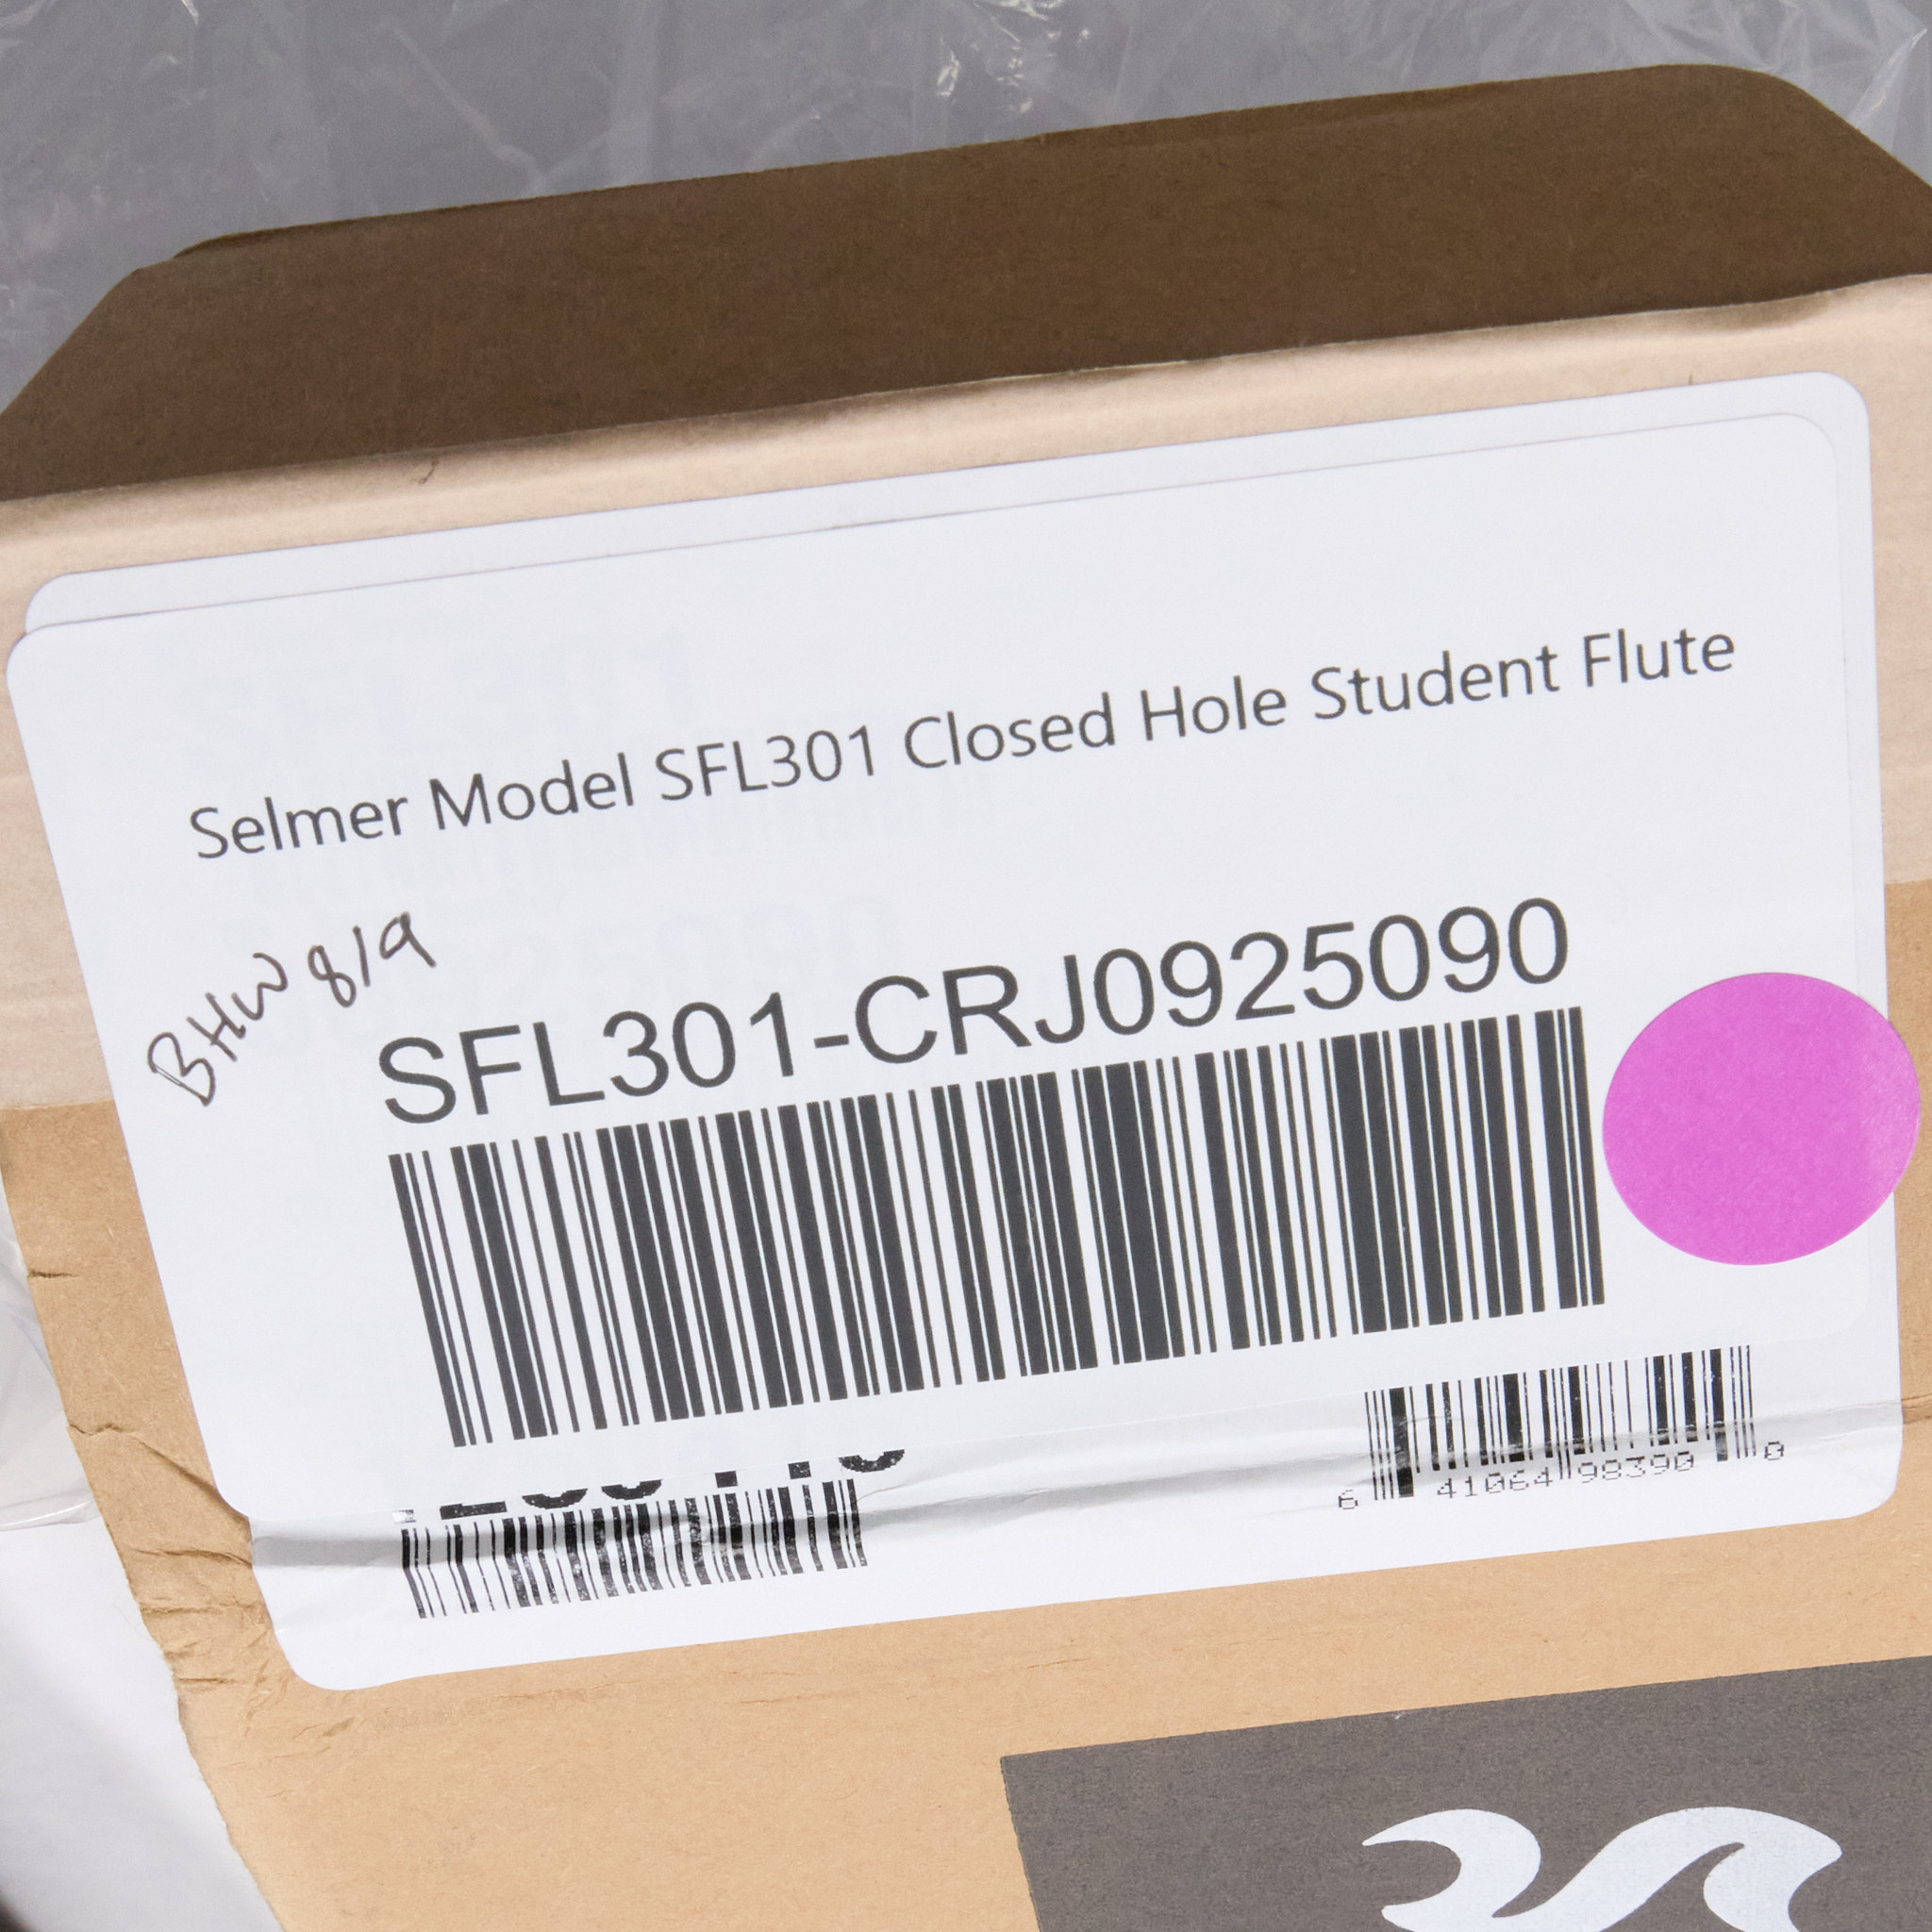 Selmer Model SFL301 Closed Hole Student Flute
BHW 8/9
SFL301-CRJ0925090
6 41064 98390 0